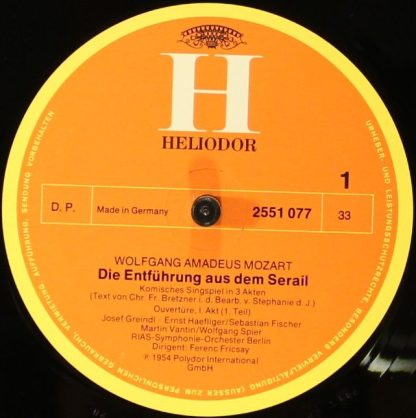 H
HELIODOR
1
D. P.
Made in Germany
2551 077
33
WOLFGANG AMADEUS MOZART
Die Entführung aus dem Serail
Komisches Singspiel in 3 Akten
(Text von Chr. Fr. Bretzner i. d. Bearb. v. Stephanie d. J.)
Ouvertüre, I. Akt (1. Teil)
Josef Greindl · Ernst Haefliger/Sebastian Fischer
Martin Vantin/Wolfgang Spier
RIAS-Symphonie-Orchester Berlin
Dirigent: Ferenc Fricsay
℗ 1954 Polydor International
GmbH
URHEBER- UND LEISTUNGSSCHUTZRECHTE, BESONDERS VERVIELFÄLTIGUNG (AUSSER ZUM PERSÖNLICHEN GEBRAUCH) VERMIETUNG, AUFFÜHRUNG, SENDUNG VORBEHALTEN